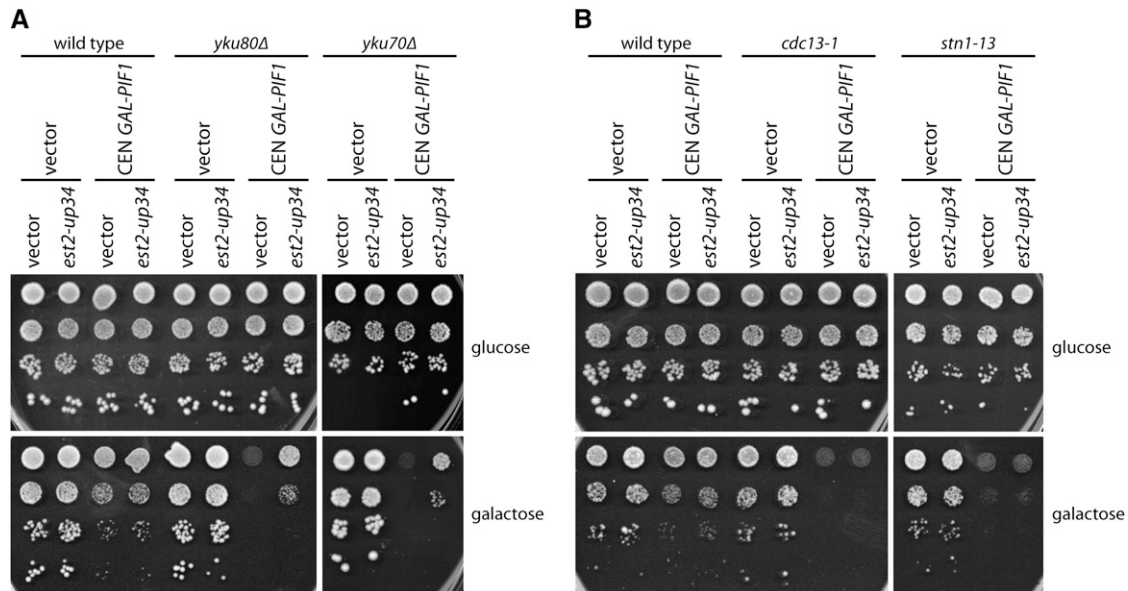 A
wild type
yku80Δ
yku70Δ
vector
CEN GAL-PIF1
vector
CEN GAL-PIF1
vector
CEN GAL-PIF1
vector
est2-up34
vector
est2-up34
vector
est2-up34
vector
est2-up34
vector
est2-up34
vector
est2-up34
glucose
galactose
B
wild type
cdc13-1
stn1-13
vector
CEN GAL-PIF1
vector
CEN GAL-PIF1
vector
CEN GAL-PIF1
vector
est2-up34
vector
est2-up34
vector
est2-up34
vector
est2-up34
vector
est2-up34
vector
est2-up34
glucose
galactose